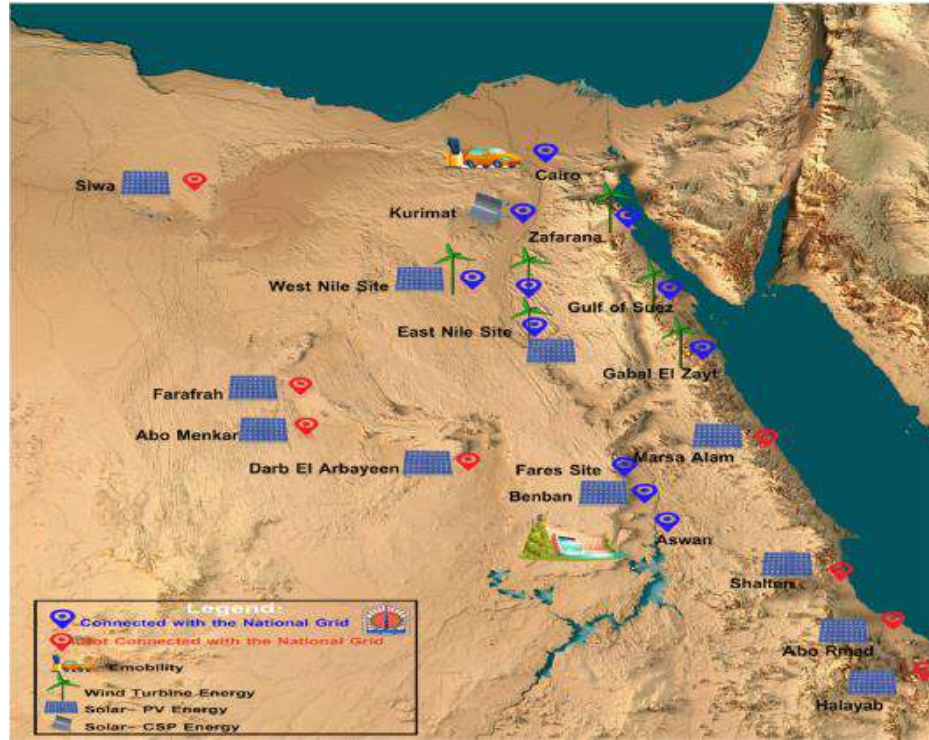 Cairo
Siwa
Kurimat
Zafarana
West Nile Site
Gulf of Suez
East Nile Site
Gabal El Zayt
Farafrah
Abo Menkar
Marsa Alam
Darb El Arbayeen
Fares Site
Benban
Aswan
Shalten
Abo Rmad
Halayab
Legend:
Connected with the National Grid
Not Connected with the National Grid
Emobility
Wind Turbine Energy
Solar- PV Energy
Solar- CSP Energy